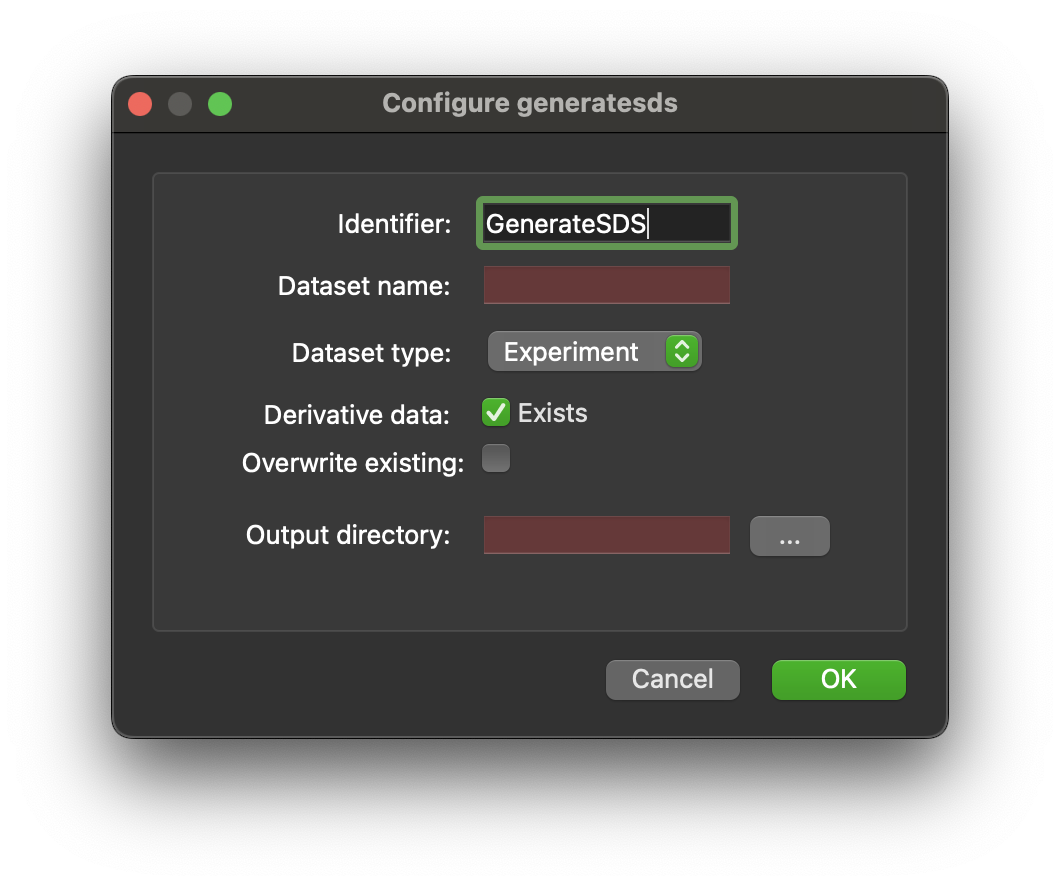 Configure generatesds
Identifier: GenerateSDS
Dataset name:
Dataset type: Experiment
Derivative data: Exists
Overwrite existing:
Output directory: ...
Cancel OK